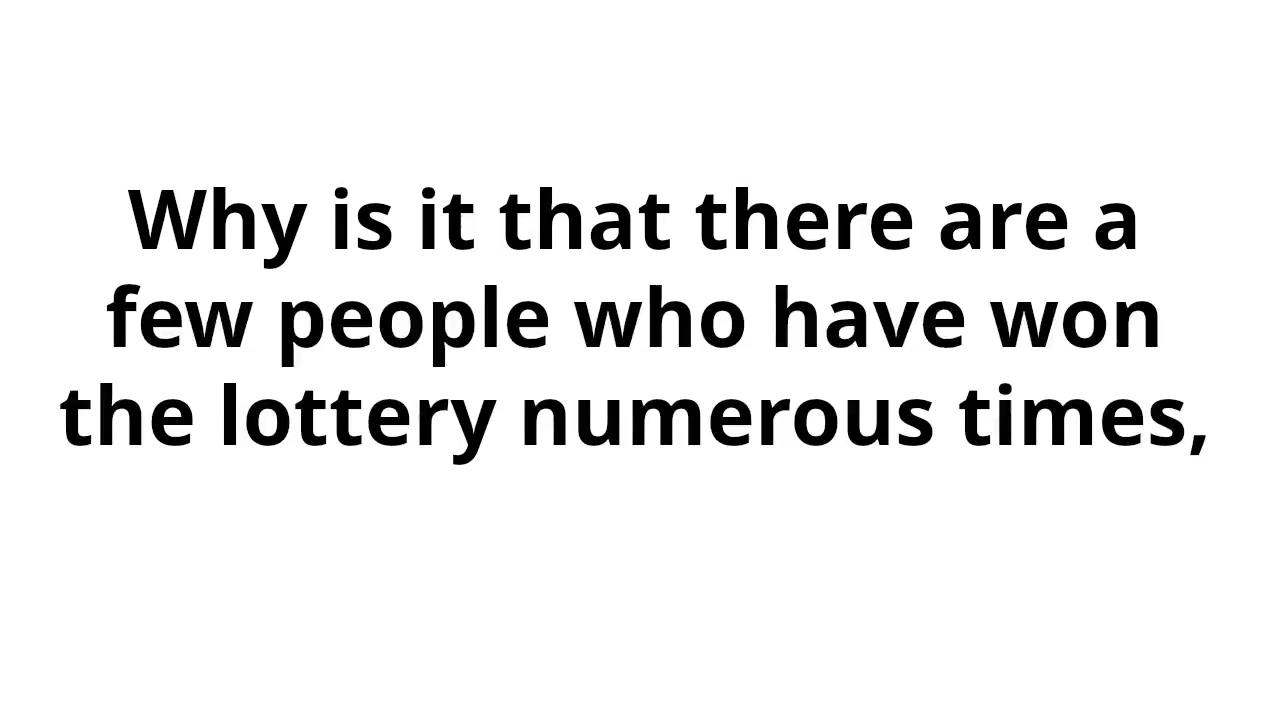 Why is it that there are a
few people who have won
the lottery numerous times,